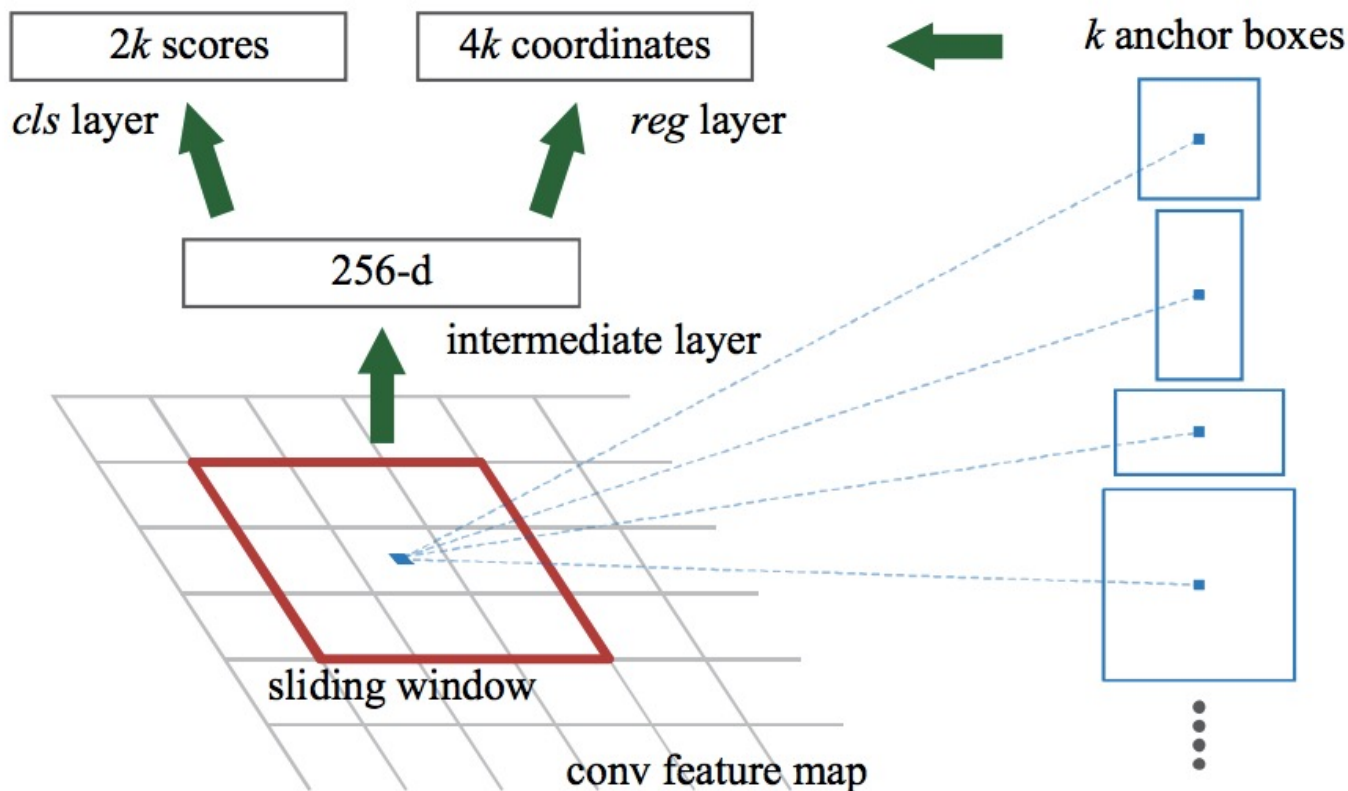 2k scores
4k coordinates
k anchor boxes
cls layer
reg layer
256-d
intermediate layer
sliding window
conv feature map